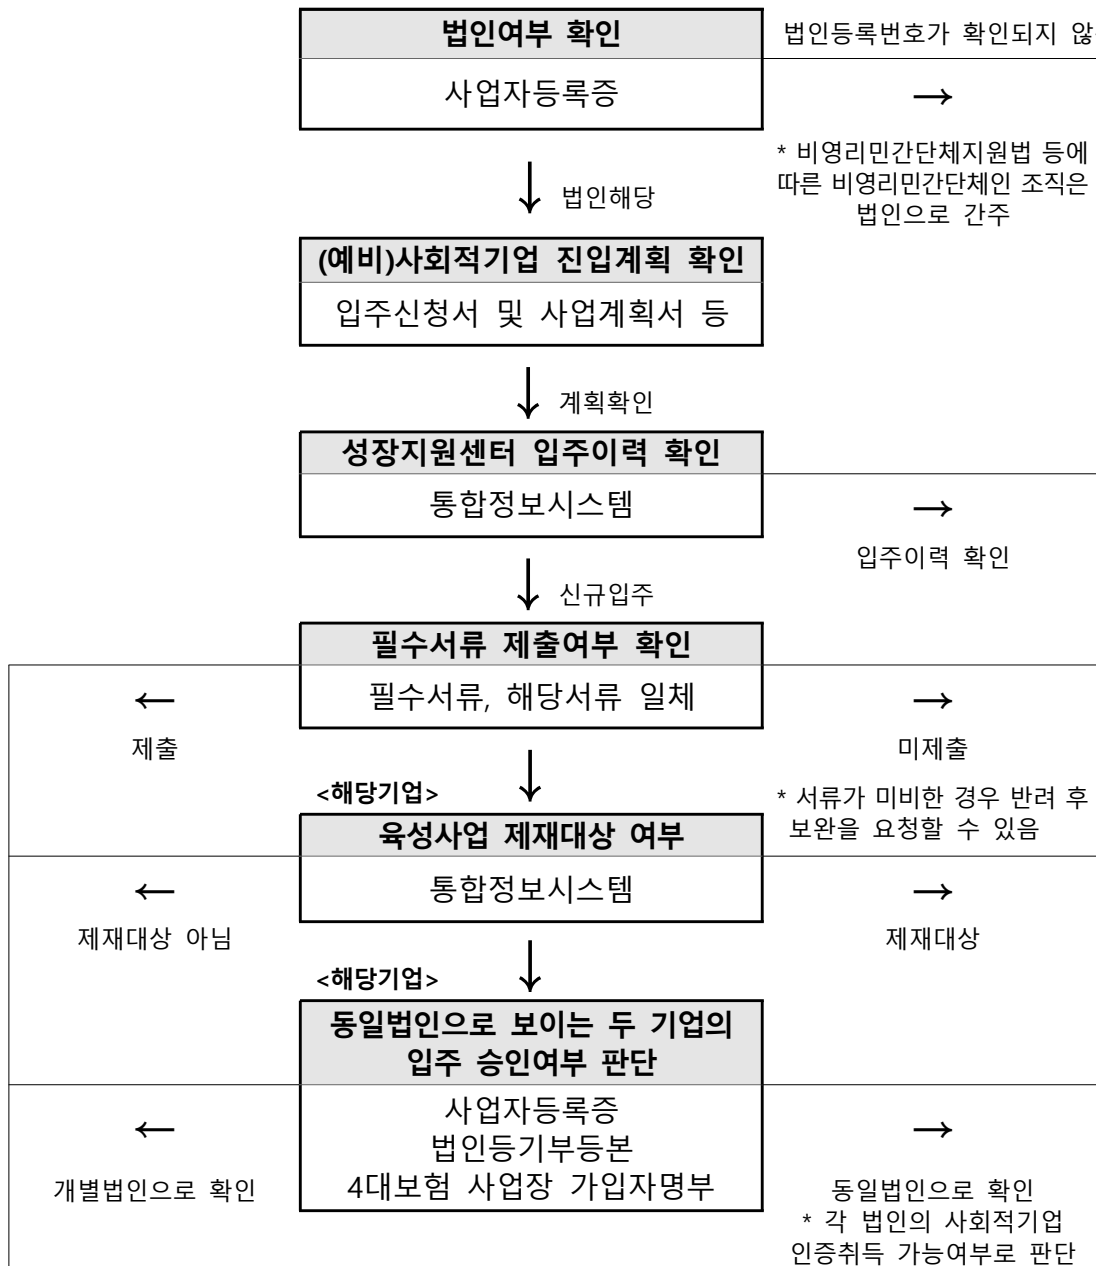 법인여부 확인
법인등록번호가 확인되지 않
사업자등록증
→
* 비영리민간단체지원법 등에
따른 비영리민간단체인 조직은
법인으로 간주
↓ 법인해당
(예비)사회적기업 진입계획 확인
입주신청서 및 사업계획서 등
↓ 계획확인
성장지원센터 입주이력 확인
통합정보시스템
→
입주이력 확인
↓ 신규입주
필수서류 제출여부 확인
←
제출
필수서류, 해당서류 일체
→
미제출
* 서류가 미비한 경우 반려 후
보완을 요청할 수 있음
<해당기업> ↓
육성사업 제재대상 여부
←
제재대상 아님
통합정보시스템
→
제재대상
<해당기업> ↓
동일법인으로 보이는 두 기업의
입주 승인여부 판단
←
개별법인으로 확인
사업자등록증
법인등기부등본
4대보험 사업장 가입자명부
→
동일법인으로 확인
* 각 법인의 사회적기업
인증취득 가능여부로 판단